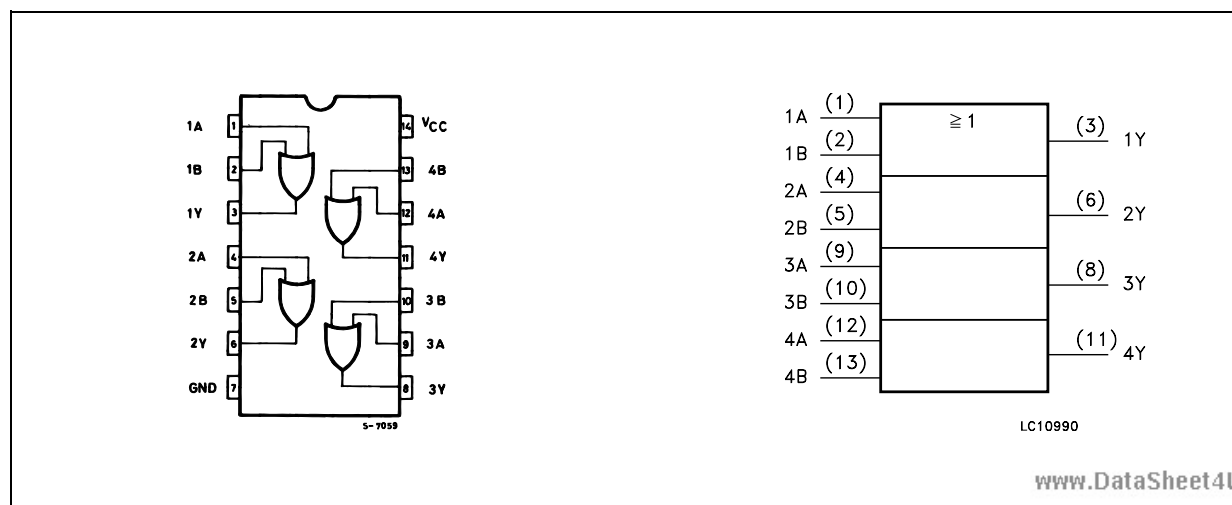 1A 1 14 VCC
1B 2 13 4B
1Y 3 12 4A
2A 4 11 4Y
2B 5 10 3B
2Y 6 9 3A
GND 7 8 3Y
S-7059
1A (1) ≧1 (3) 1Y
1B (2)
2A (4) (6) 2Y
2B (5)
3A (9) (8) 3Y
3B (10)
4A (12) (11) 4Y
4B (13)
LC10990
www.DataSheet4U